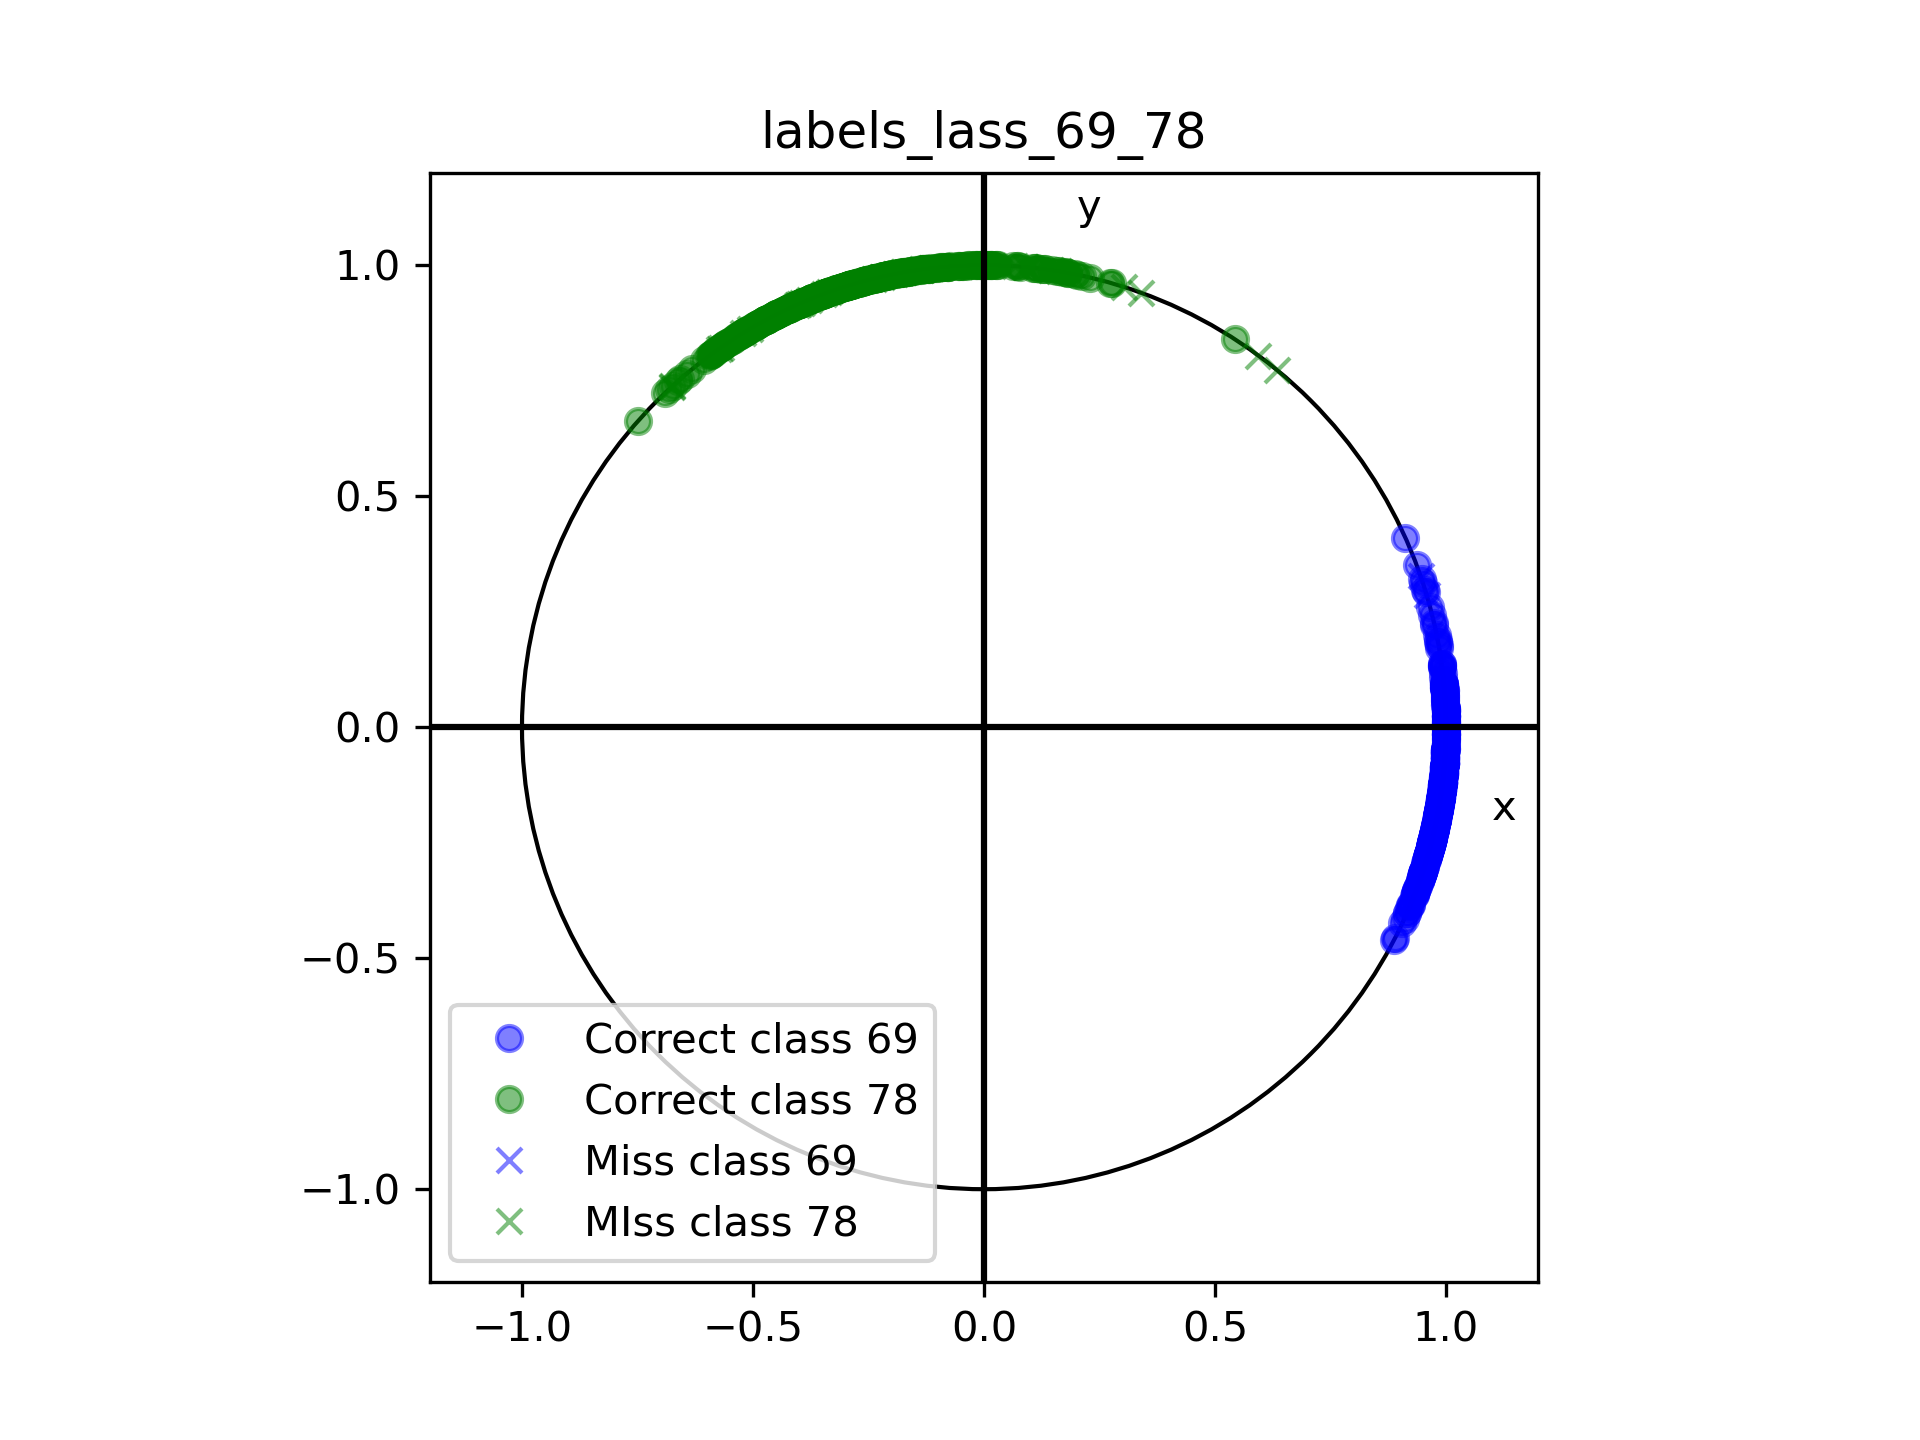 labels_lass_69_78
y
1.0
0.5
0.0
x
−0.5
Correct class 69
Correct class 78
Miss class 69
−1.0
MIss class 78
−1.0 −0.5 0.0 0.5 1.0